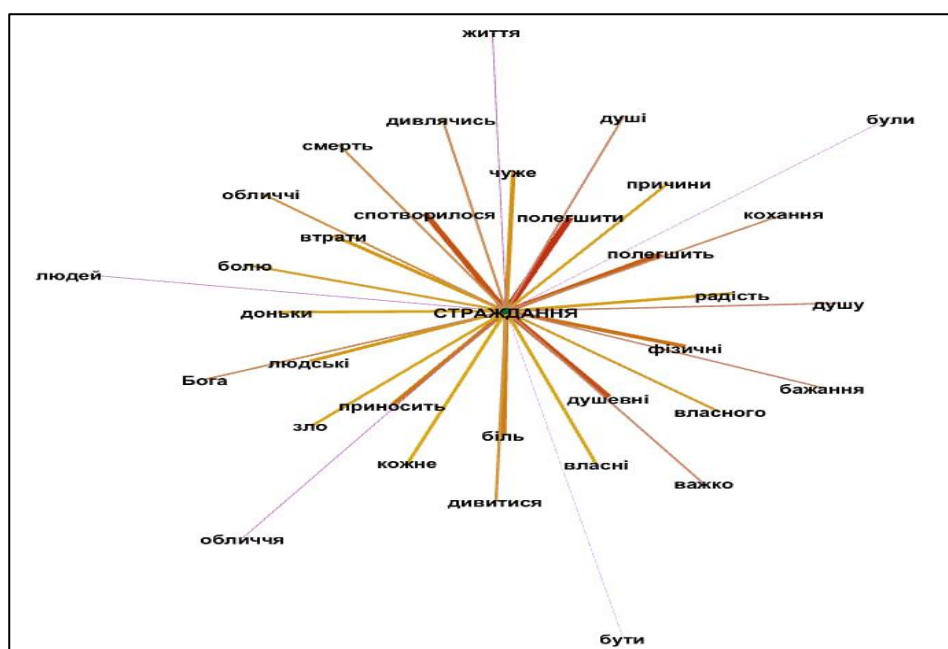 життя
дивлячись
душі
були
смерть
чуже
причини
обличчі
спотворилося
полегшити
кохання
втрати
полегшить
болю
людей
радість
душу
доньки
СТРАЖДАННЯ
фізичні
людські
Бога
бажання
приносить
душевні
власного
зло
біль
кожне
власні
важко
дивитися
обличчя
бути